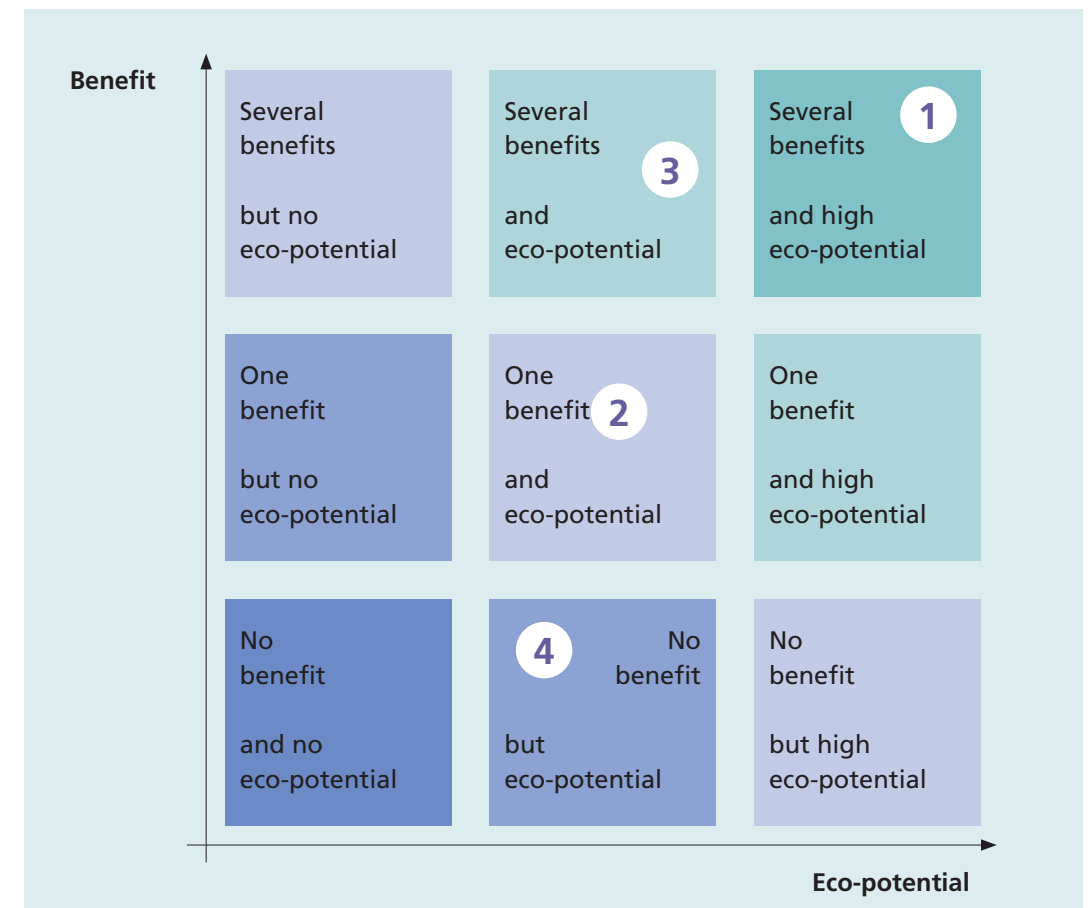 Benefit
Several
benefits
but no
eco-potential
Several
benefits
3
and
eco-potential
Several
benefits
1
and high
eco-potential
One
benefit
but no
eco-potential
One
benefit
2
and
eco-potential
One
benefit
and high
eco-potential
No
benefit
and no
eco-potential
4
No
benefit
but
eco-potential
No
benefit
but high
eco-potential
Eco-potential